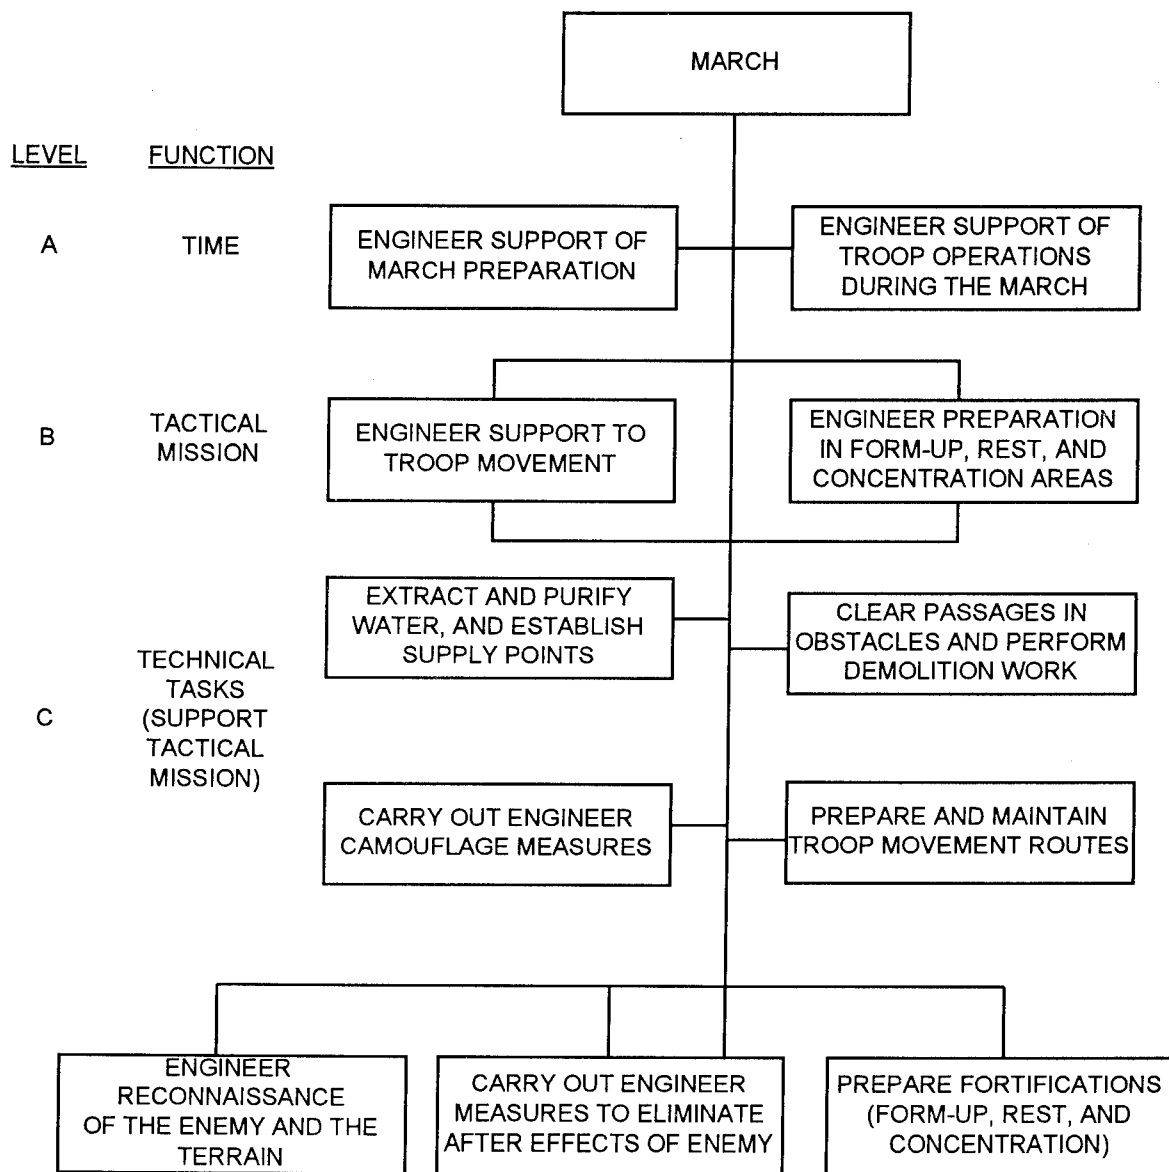 MARCH
LEVEL
FUNCTION
A
TIME
ENGINEER SUPPORT OF
MARCH PREPARATION
ENGINEER SUPPORT OF
TROOP OPERATIONS
DURING THE MARCH
B
TACTICAL
MISSION
ENGINEER SUPPORT TO
TROOP MOVEMENT
ENGINEER PREPARATION
IN FORM-UP, REST, AND
CONCENTRATION AREAS
C
TECHNICAL
TASKS
(SUPPORT
TACTICAL
MISSION)
EXTRACT AND PURIFY
WATER, AND ESTABLISH
SUPPLY POINTS
CLEAR PASSAGES IN
OBSTACLES AND PERFORM
DEMOLITION WORK
CARRY OUT ENGINEER
CAMOUFLAGE MEASURES
PREPARE AND MAINTAIN
TROOP MOVEMENT ROUTES
ENGINEER
RECONNAISSANCE
OF THE ENEMY AND THE
TERRAIN
CARRY OUT ENGINEER
MEASURES TO ELIMINATE
AFTER EFFECTS OF ENEMY
PREPARE FORTIFICATIONS
(FORM-UP, REST, AND
CONCENTRATION)